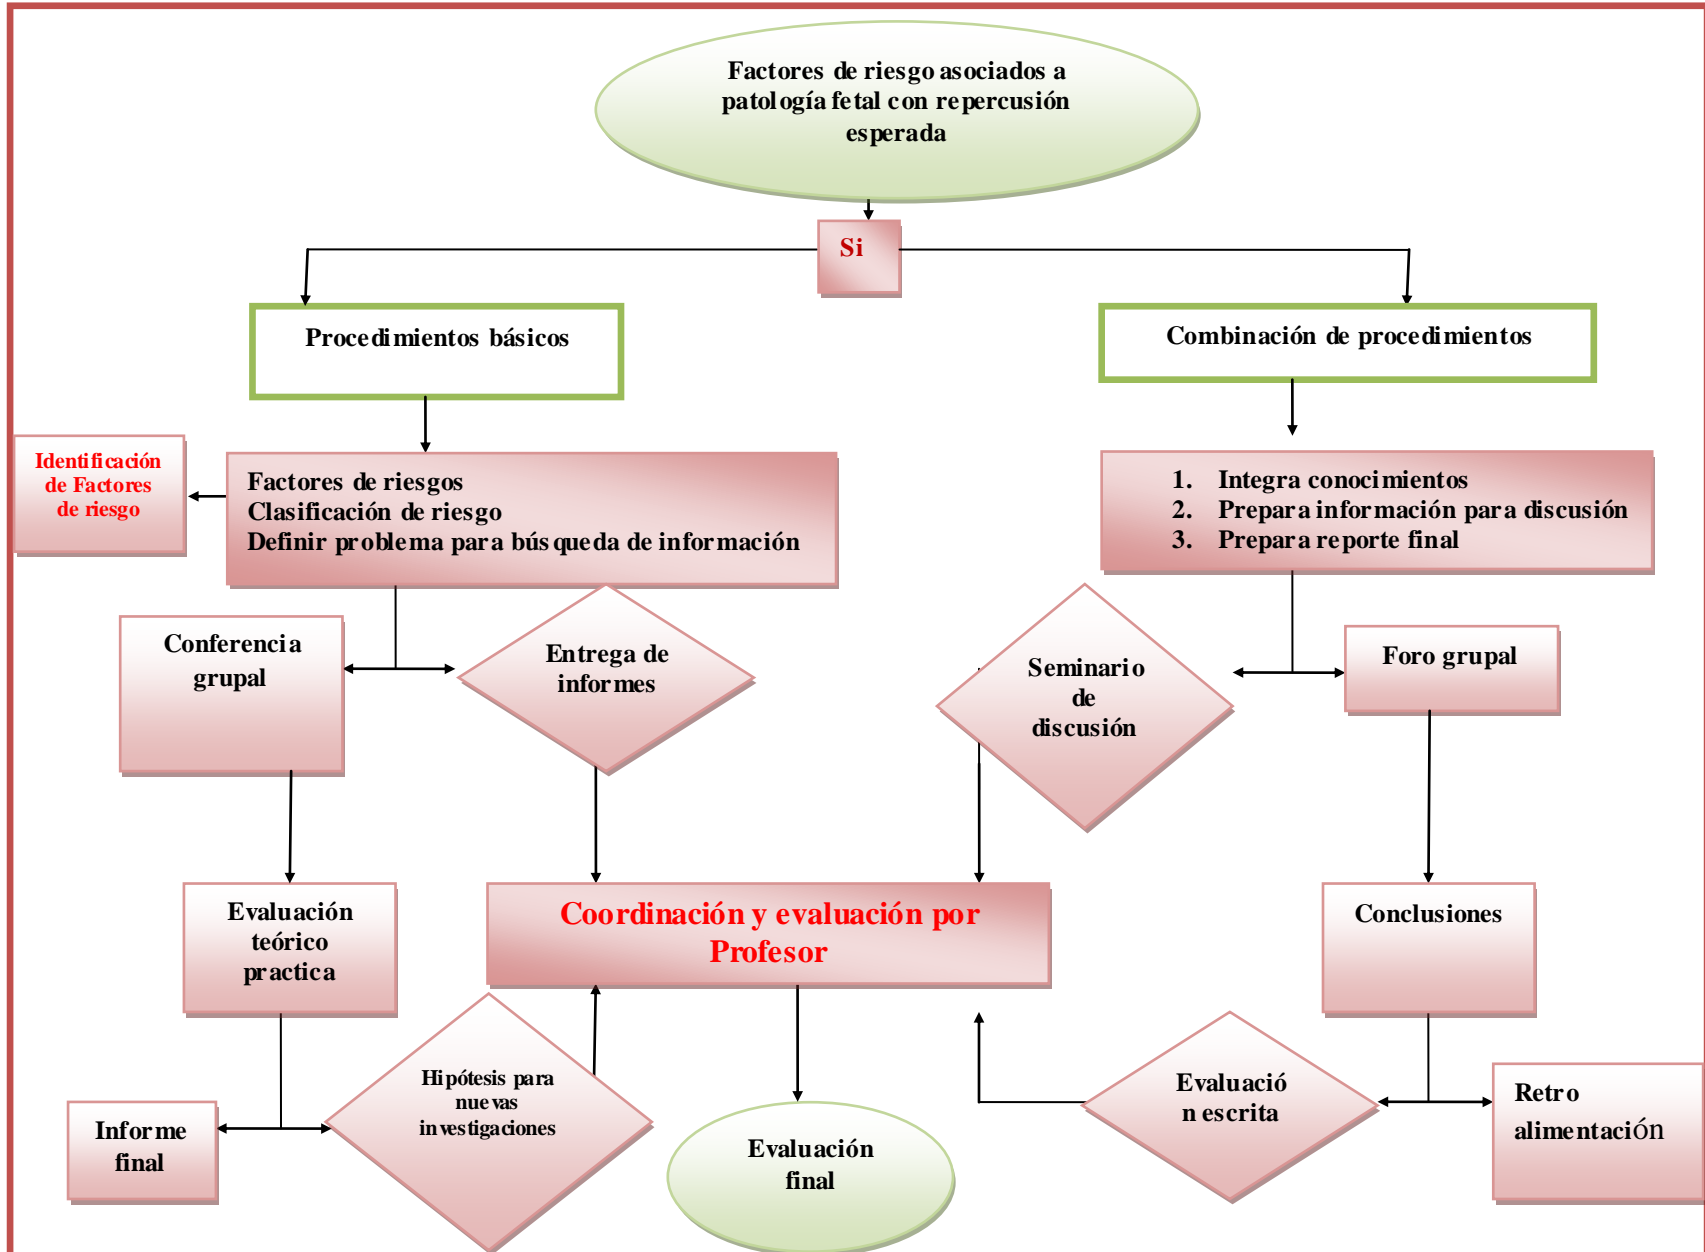 Factores de riesgo asociados a
patología fetal con repercusión
esperada
Si
Procedimientos básicos
Combinación de procedimientos
Identificación
de Factores
de riesgo
Factores de riesgos
Clasificación de riesgo
Definir problema para búsqueda de información
1. Integra conocimientos
2. Prepara información para discusión
3. Prepara reporte final
Conferencia
grupal
Entrega de
informes
Seminario
de
discusión
Foro grupal
Evaluación
teórico
practica
Coordinación y evaluación por
Profesor
Conclusiones
Informe
final
Hipótesis para
nuevas
investigaciones
Evaluación
final
Evaluació
n escrita
Retro
alimentación